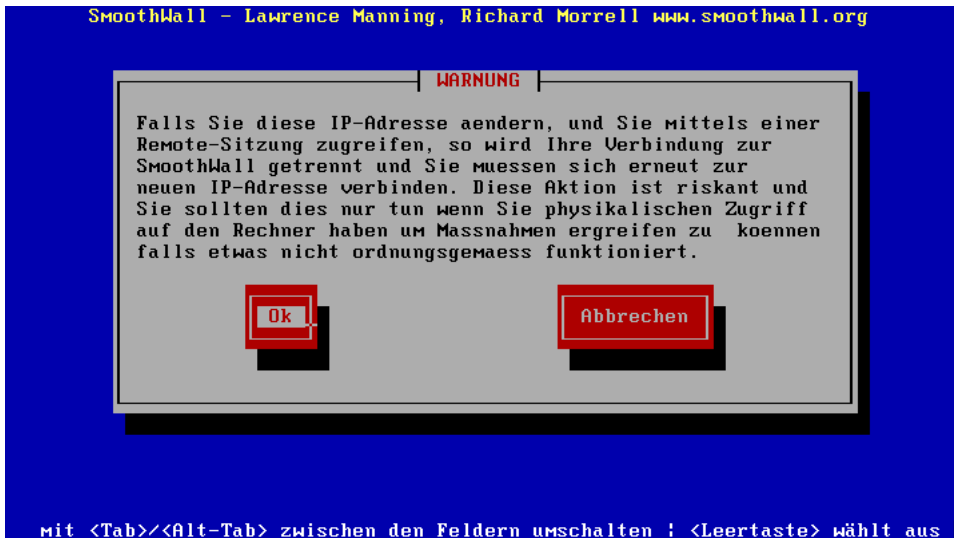 SmoothWall - Lawrence Manning, Richard Morrell www.smoothwall.org
WARNUNG
Falls Sie diese IP-Adresse aendern, und Sie mittels einer
Remote-Sitzung zugreifen, so wird Ihre Verbindung zur
SmoothWall getrennt und Sie muessen sich erneut zur
neuen IP-Adresse verbinden. Diese Aktion ist riskant und
Sie sollten dies nur tun wenn Sie physikalischen Zugriff
auf den Rechner haben um Massnahmen ergreifen zu  koennen
falls etwas nicht ordnungsgemaess funktioniert.
Ok
Abbrechen
mit <Tab>/<Alt-Tab> zwischen den Feldern umschalten ¦ <Leertaste> wählt aus